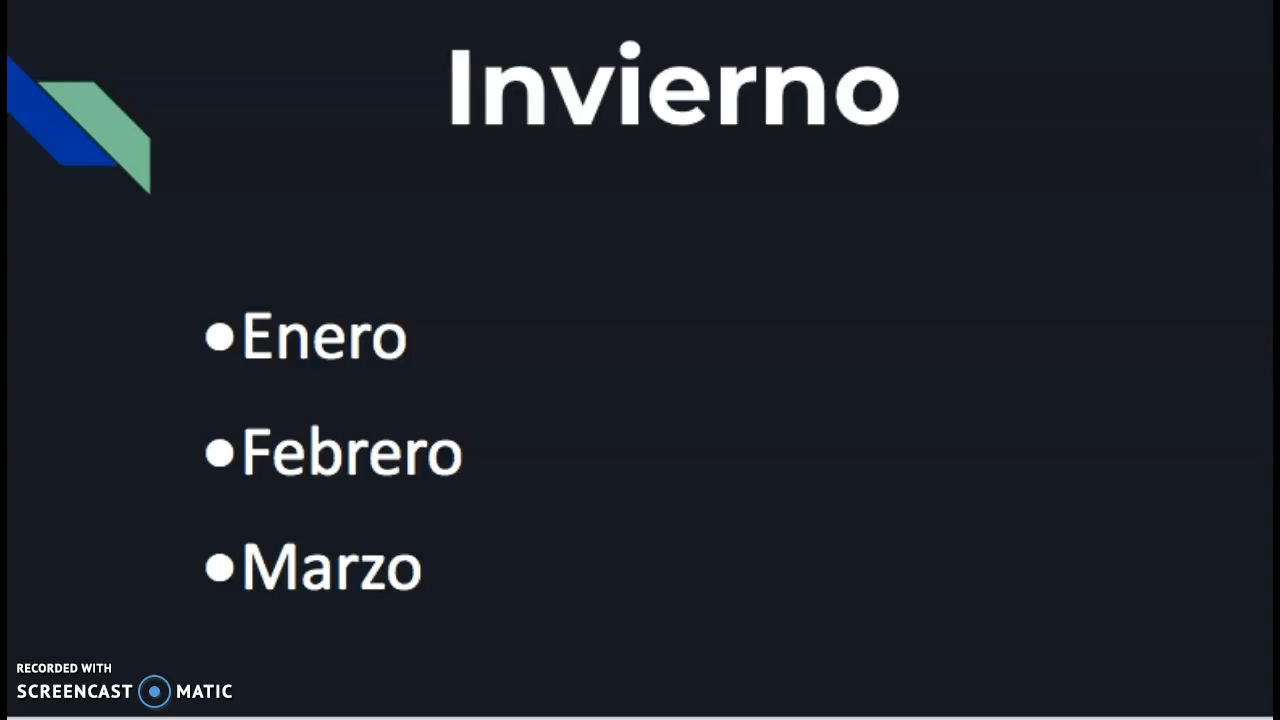 Invierno
•Enero
•Febrero
•Marzo
RECORDED WITH
SCREENCAST MATIC